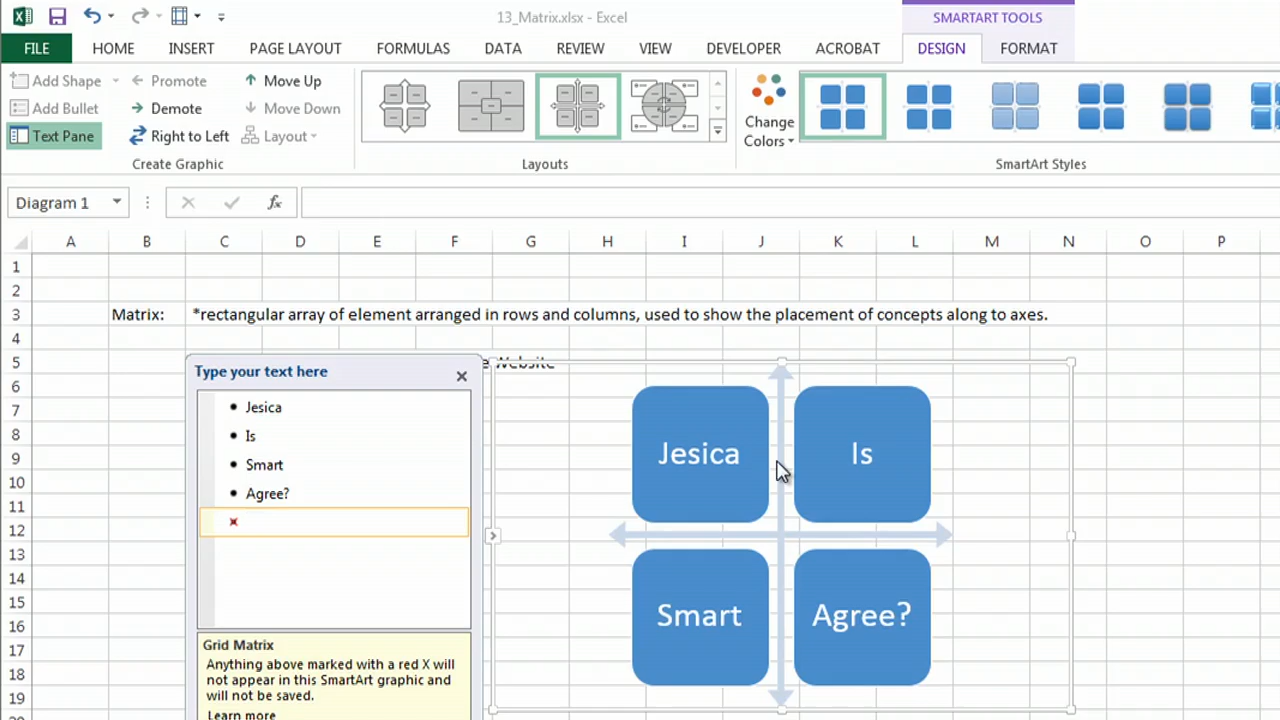 13_Matrix.xlsx - Excel
SMARTART TOOLS
FILE HOME INSERT PAGE LAYOUT FORMULAS DATA REVIEW VIEW DEVELOPER ACROBAT DESIGN FORMAT
Add Shape Promote Move Up
Add Bullet Demote Move Down
Text Pane Right to Left Layout
Change
Colors
Create Graphic Layouts SmartArt Styles
Diagram 1 fx
A B C D E F G H I J K L M N O P
1
2
3 Matrix: *rectangular array of element arranged in rows and columns, used to show the placement of concepts along to axes.
4
5 e Website
Type your text here
6
Jesica
7
8
Is
9
Smart
10
Agree?
11
12
13
14
15
16
17
18
19
Jesica Is
Smart Agree?
Grid Matrix
Anything above marked with a red X will
not appear in this SmartArt graphic and
will not be saved.
Learn more